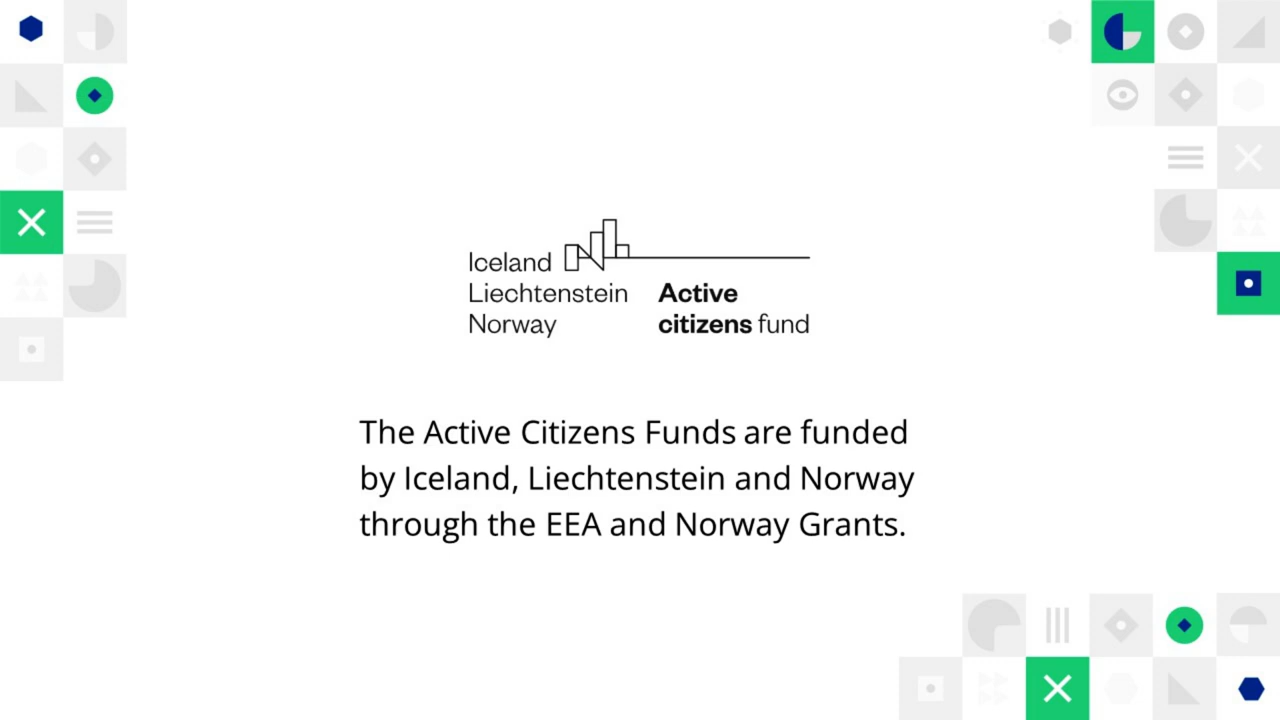 Iceland
Liechtenstein
Norway
Active
citizens fund
The Active Citizens Funds are funded
by Iceland, Liechtenstein and Norway
through the EEA and Norway Grants.